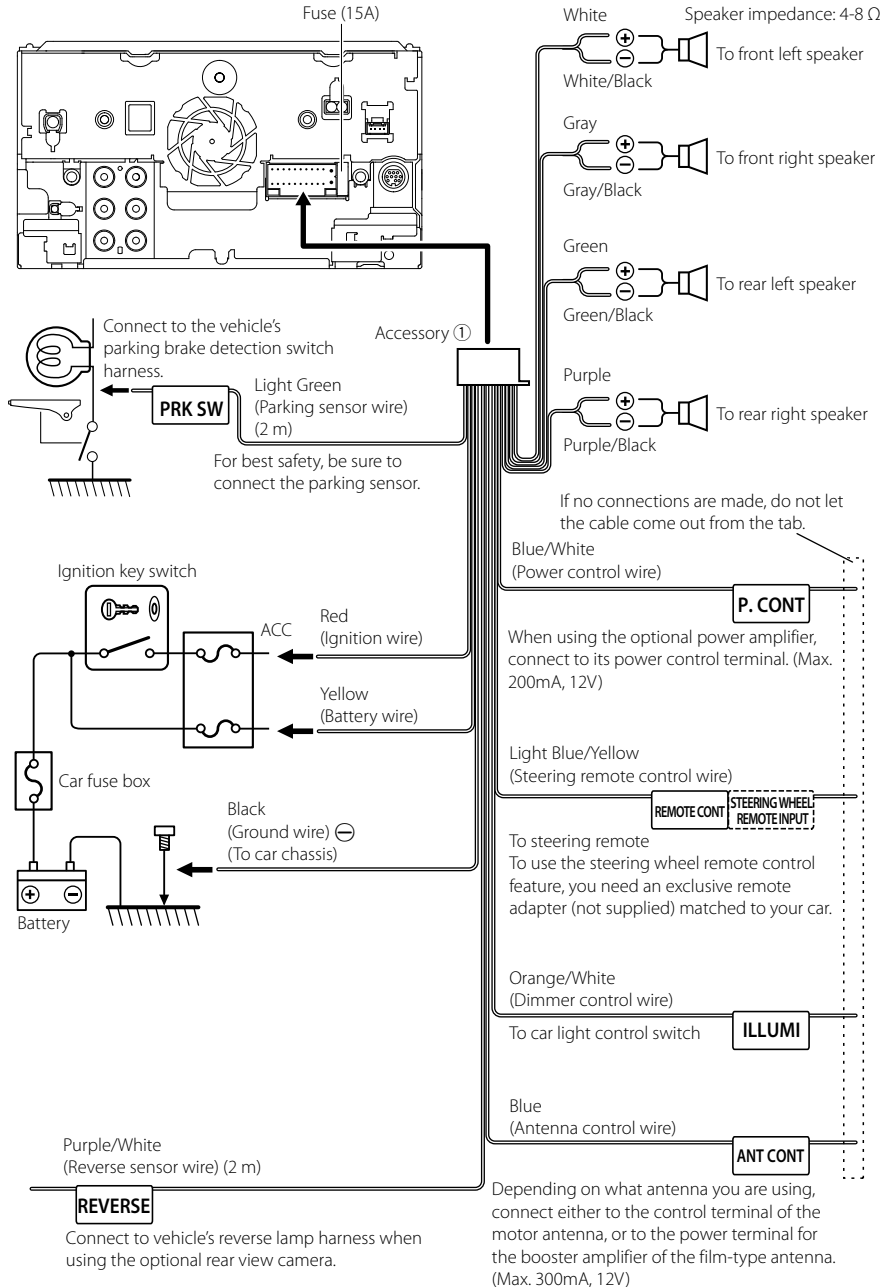 Fuse (15A)
White
Speaker impedance: 4-8 Ω
⊕
⊖
To front left speaker
White/Black
Gray
⊕
⊖
To front right speaker
Gray/Black
Green
⊕
⊖
To rear left speaker
Green/Black
Purple
⊕
⊖
To rear right speaker
Purple/Black
Accessory ①
Connect to the vehicle’s
parking brake detection switch
harness.
PRK SW
Light Green
(Parking sensor wire)
(2 m)
For best safety, be sure to
connect the parking sensor.
If no connections are made, do not let
the cable come out from the tab.
Blue/White
(Power control wire)
P. CONT
When using the optional power amplifier,
connect to its power control terminal. (Max.
200mA, 12V)
Ignition key switch
ACC
Red
(Ignition wire)
Yellow
(Battery wire)
Car fuse box
Black
(Ground wire) ⊖
(To car chassis)
⊕
⊖
Battery
Light Blue/Yellow
(Steering remote control wire)
REMOTE CONT
STEERING WHEEL
REMOTE INPUT
To steering remote
To use the steering wheel remote control
feature, you need an exclusive remote
adapter (not supplied) matched to your car.
Orange/White
(Dimmer control wire)
To car light control switch
ILLUMI
Blue
(Antenna control wire)
ANT CONT
Depending on what antenna you are using,
connect either to the control terminal of the
motor antenna, or to the power terminal for
the booster amplifier of the film-type antenna.
(Max. 300mA, 12V)
Purple/White
(Reverse sensor wire) (2 m)
REVERSE
Connect to vehicle’s reverse lamp harness when
using the optional rear view camera.